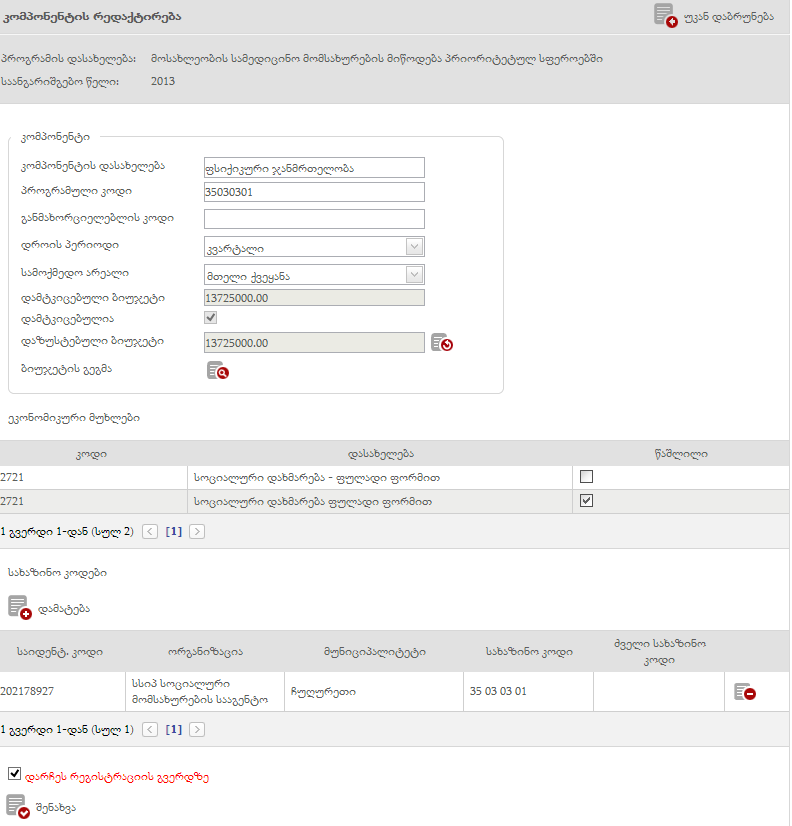 კომპონენტის რედაქტირება
უკან დაბრუნება
პროგრამის დასახელება: მოსახლეობის სამედიცინო მომსახურების მიწოდება პრიორიტეტულ სფეროებში
საანგარიშგებო წელი: 2013
კომპონენტი
კომპონენტის დასახელება ფსიქიკური ჯანმრთელობა
პროგრამული კოდი 35030301
განმახორციელებლის კოდი
დროის პერიოდი კვარტალი
სამოქმედო არეალი მთელი ქვეყანა
დამტკიცებული ბიუჯეტი 13725000.00
დამტკიცებულია
დაზუსტებული ბიუჯეტი 13725000.00
ბიუჯეტის გეგმა
ეკონომიკური მუხლები
კოდი დასახელება წაშლილი
2721 სოციალური დახმარება - ფულადი ფორმით
2721 სოციალური დახმარება ფულადი ფორმით
1 გვერდი 1-დან (სულ 2) [1]
სახაზინო კოდები
დამატება
საიდენტ. კოდი ორგანიზაცია მუნიციპალიტეტი სახაზინო კოდი ძველი სახაზინო
კოდი
202178927 სსიპ სოციალური
მომსახურების სააგენტო ჩუღურეთი 35 03 03 01
1 გვერდი 1-დან (სულ 1) [1]
დარჩეს რეგისტრაციის გვერდზე
შენახვა